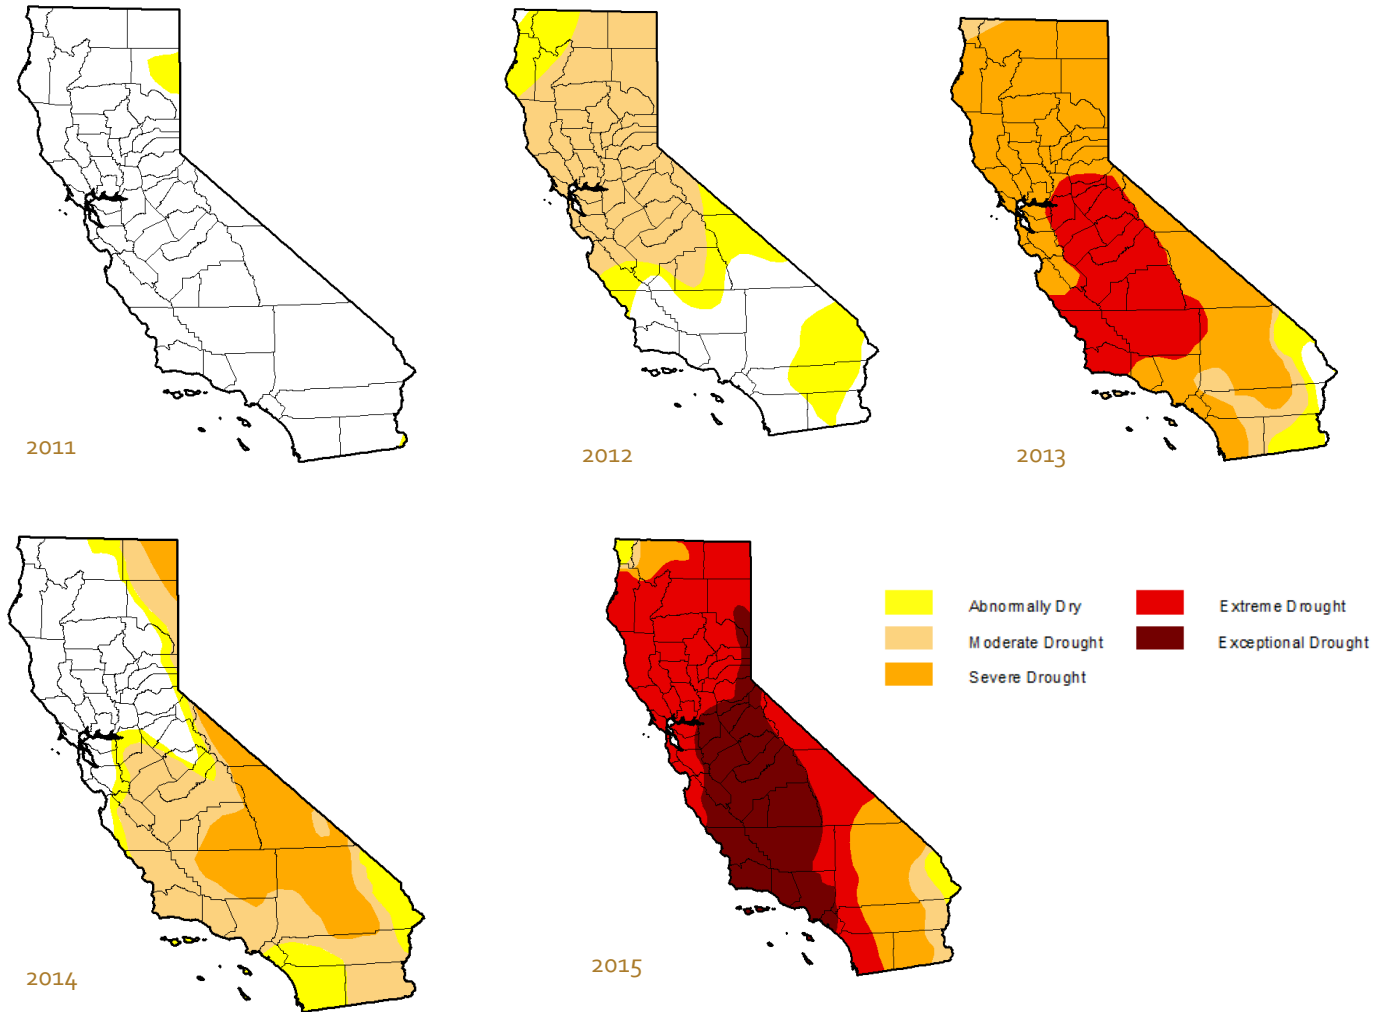 2011
2012
2013
2014
2015
Abnormally Dry
Moderate Drought
Severe Drought
Extreme Drought
Exceptional Drought